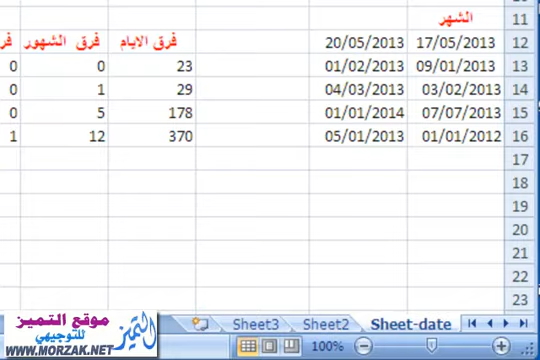 11 الشهر
12 17/05/2013 20/05/2013 فرق الايام فرق الشهور فر
13 09/01/2013 01/02/2013 23 0 0
14 03/02/2013 04/03/2013 29 1 0
15 07/07/2013 01/01/2014 178 5 0
16 01/01/2012 05/01/2013 370 12 1
17
18
19
20
21
22
23
Sheet-date Sheet2 Sheet3
100%
موقع التميز
للتوجيهي
التميز
WWW.MORZAK.NET